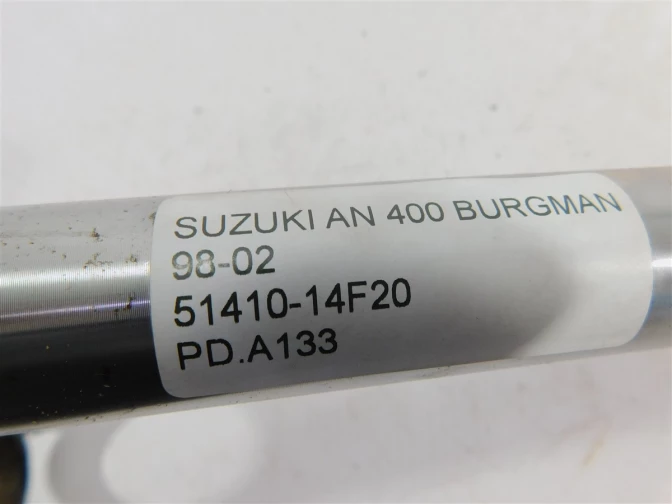 SUZUKI AN 400 BURGMAN
98-02
51410-14F20
PD.A133